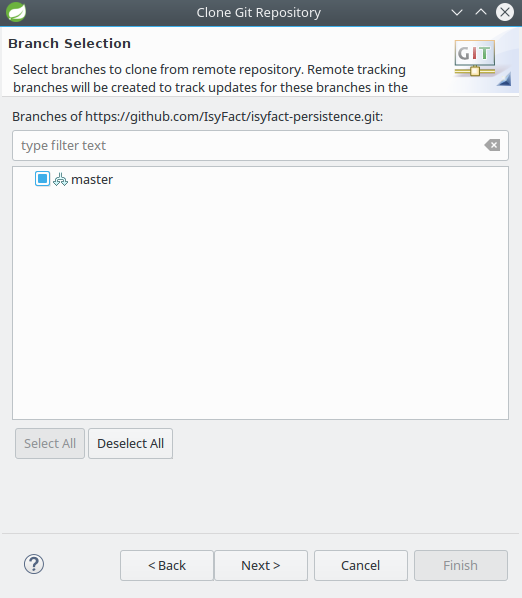 Clone Git Repository
Branch Selection
Select branches to clone from remote repository. Remote tracking
branches will be created to track updates for these branches in the
GIT
Branches of https://github.com/IsyFact/isyfact-persistence.git:
type filter text
master
Select All
Deselect All
?
< Back
Next >
Cancel
Finish